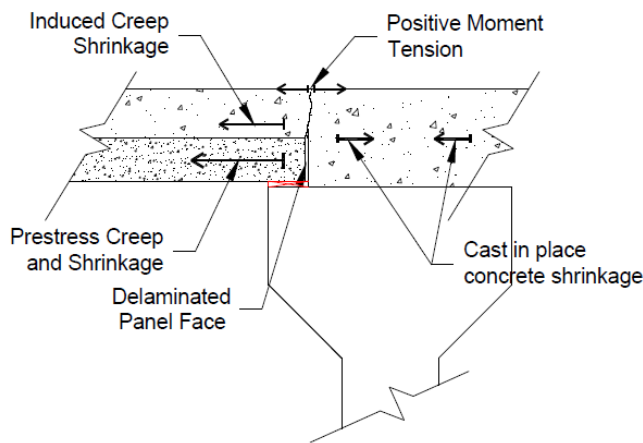 Induced Creep
Shrinkage
Positive Moment
Tension
Prestress Creep
and Shrinkage
Delaminated
Panel Face
Cast in place
concrete shrinkage